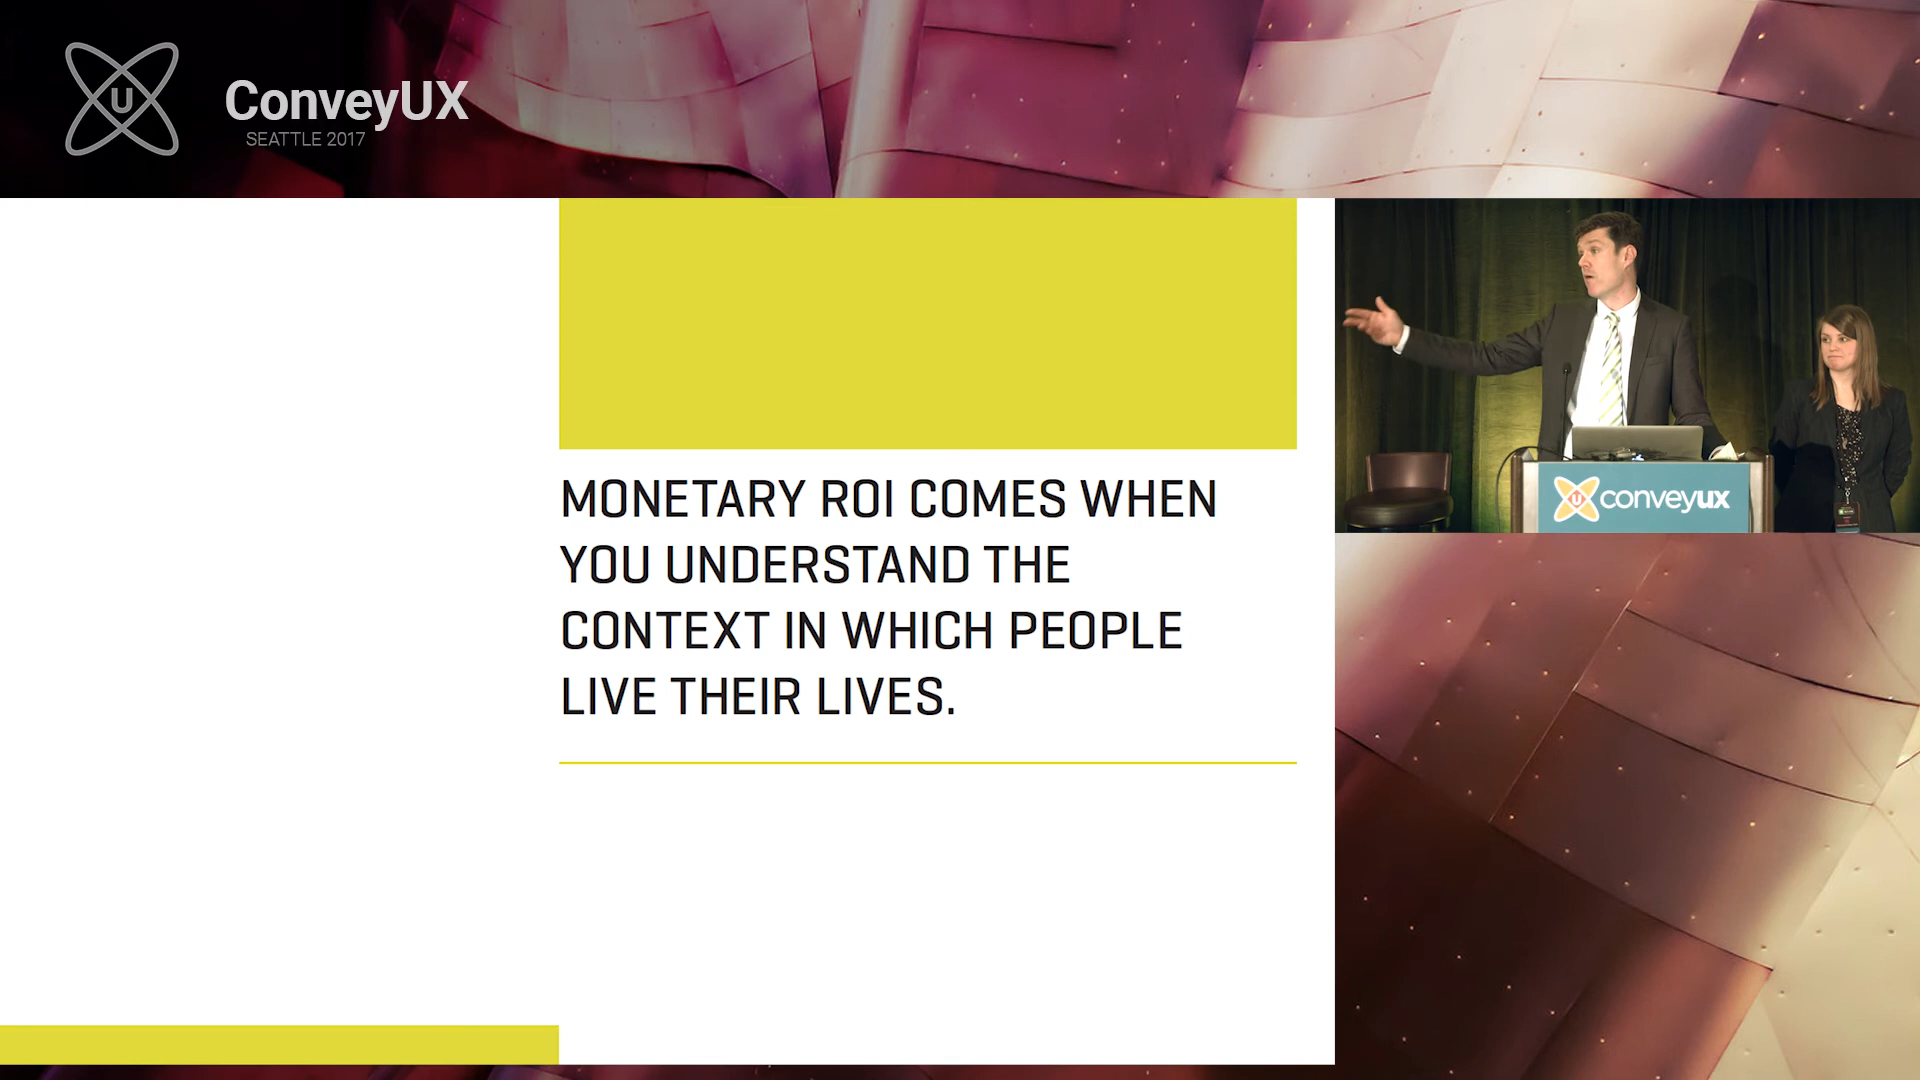 U
ConveyUX
SEATTLE 2017
MONETARY ROI COMES WHEN
YOU UNDERSTAND THE
CONTEXT IN WHICH PEOPLE
LIVE THEIR LIVES.
U
conveyux